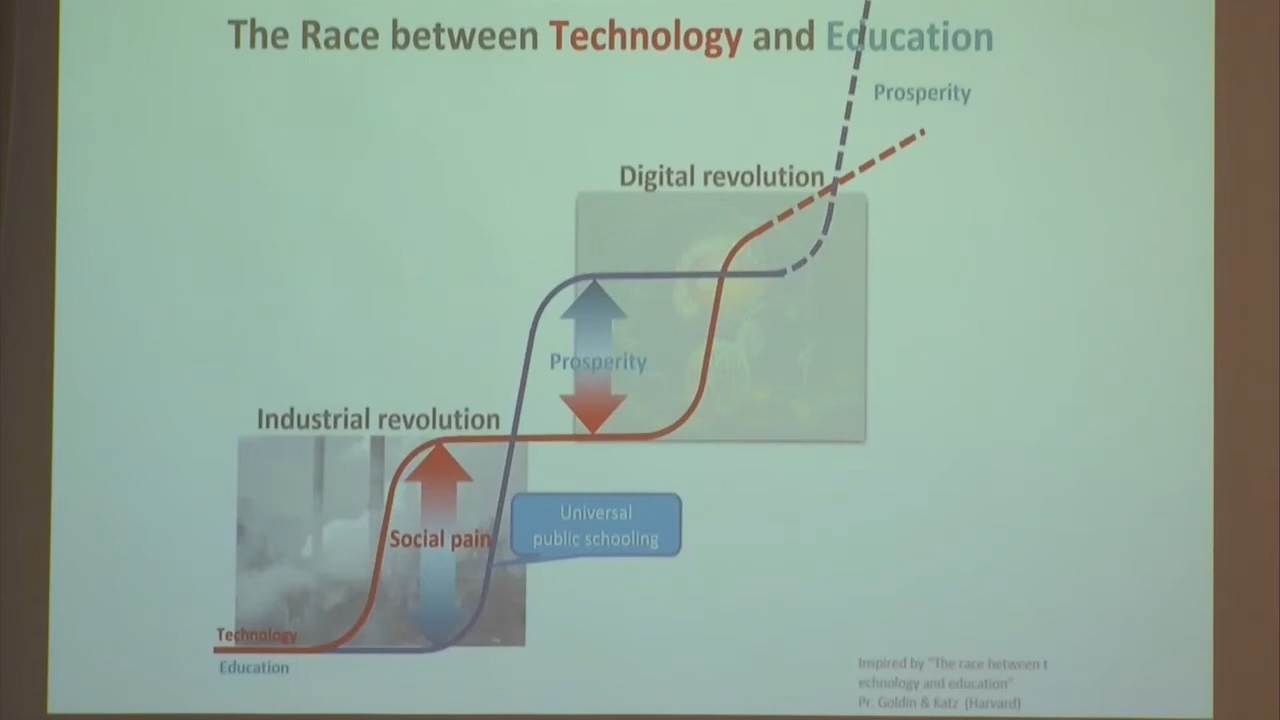 The Race between Technology and Education
Prosperity
Digital revolution
Prosperity
Industrial revolution
Universal
public schooling
Social pain
Technology
Education
Inspired by "The race between t
echnology and education"
Pr. Goldin & Katz (Harvard)